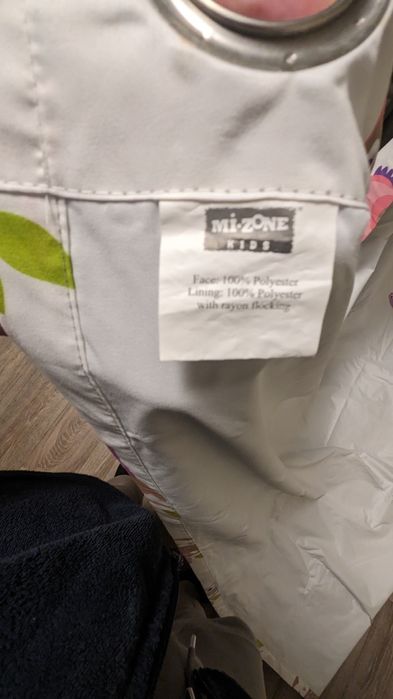 Mi-ZONE
KIDS
Face: 100% Polyester
Lining: 100% Polyester
with rayon flocking